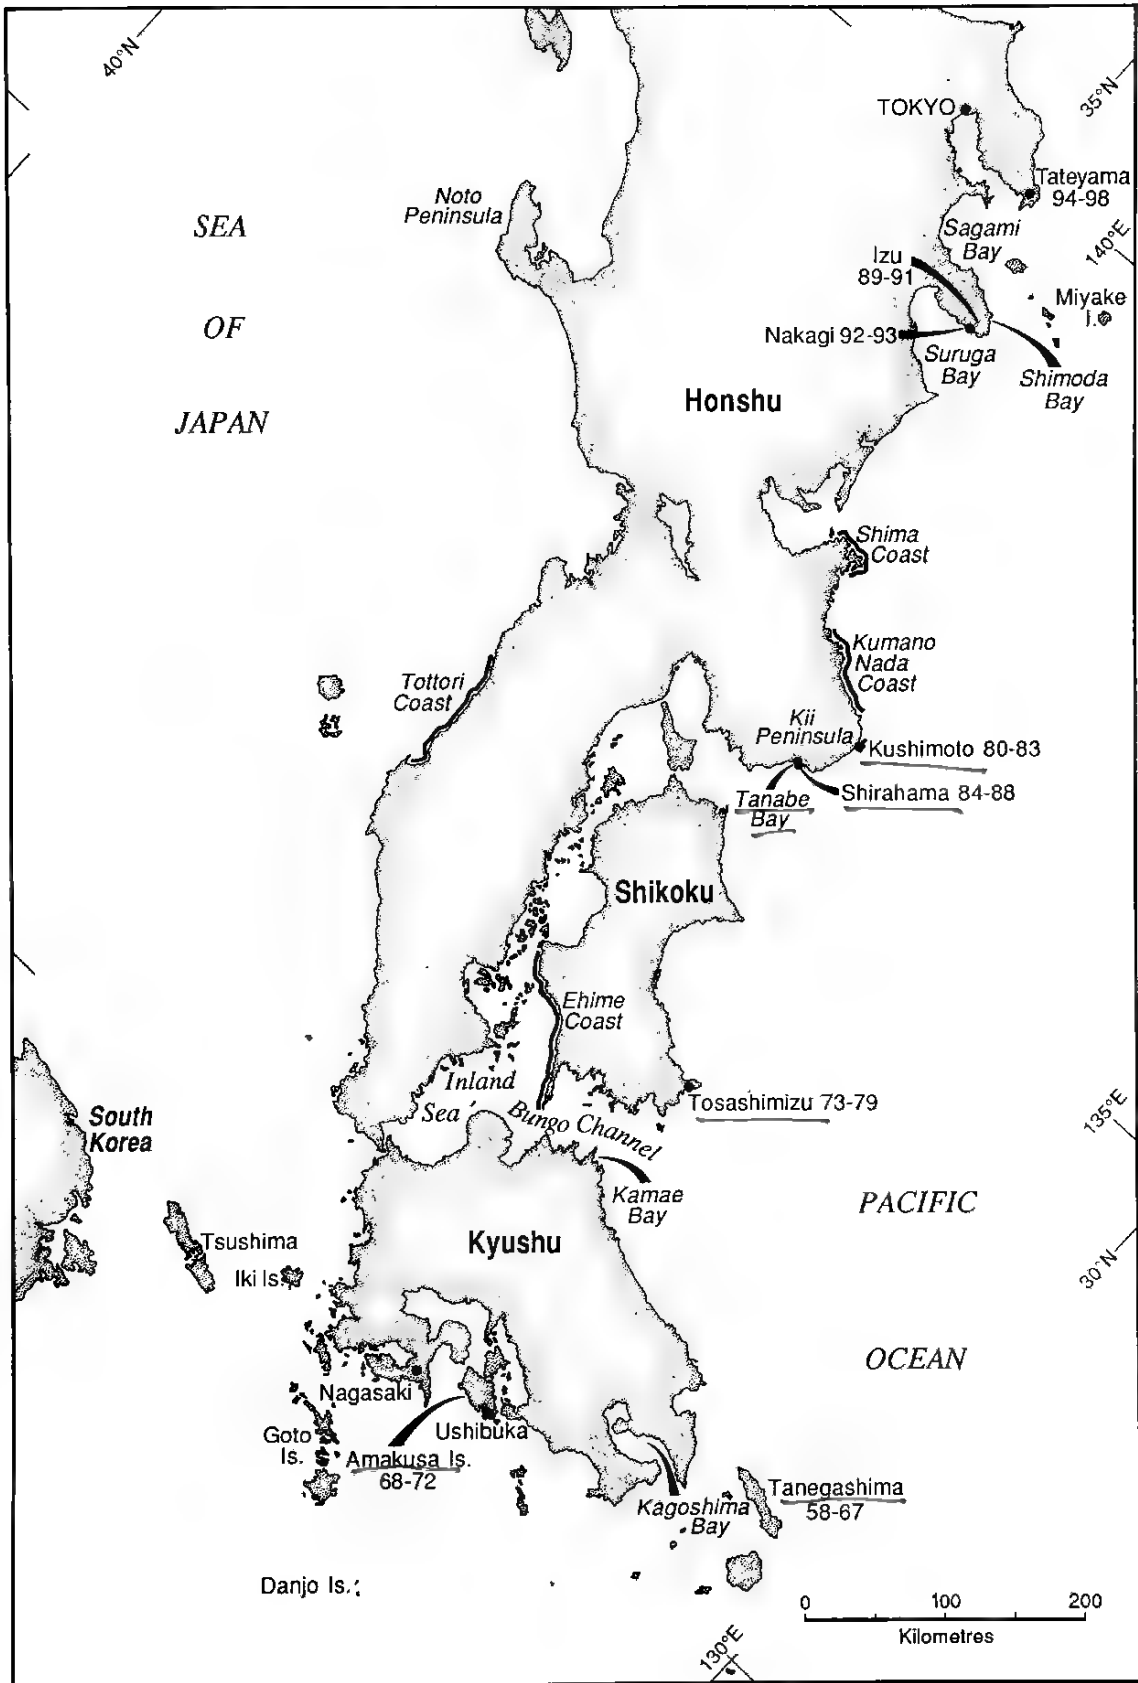 40°N
35°N
TOKYO
Tateyama
94-98
Noto
Peninsula
SEA
OF
JAPAN
Sagami
Bay
140°E
Izu
89-91
Miyake
I.
Nakagi 92-93
Suruga
Bay
Shimoda
Bay
Honshu
Shima
Coast
Kumano
Nada
Coast
Tottori
Coast
Kii
Peninsula
Kushimoto 80-83
Tanabe
Bay
Shirahama 84-88
Shikoku
Ehime
Coast
Inland
Sea
Bungo Channel
Tosashimizu 73-79
South
Korea
135°E
Kamae
Bay
PACIFIC
OCEAN
Tsushima
Iki Is.
Kyushu
30°N
Nagasaki
Ushibuka
Goto
Is.
Amakusa Is.
68-72
Kagoshima
Bay
Tanegashima
58-67
Danjo Is.
0 100 200
Kilometres
130°E